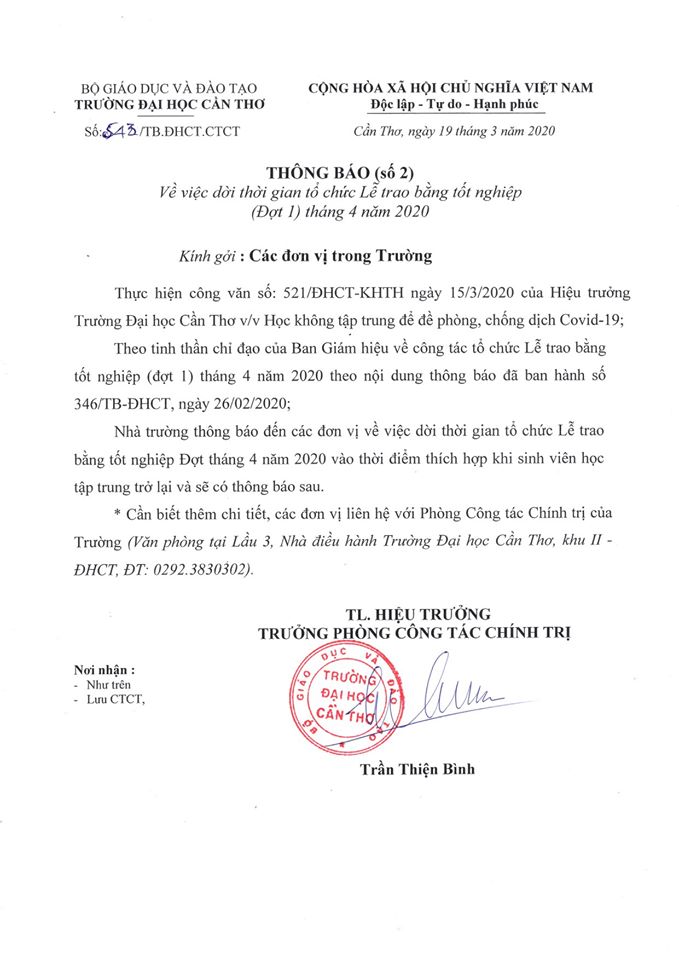 BỘ GIÁO DỤC VÀ ĐÀO TẠO
TRƯỜNG ĐẠI HỌC CẦN THƠ
Số: 543/TB.ĐHCT.CTCT
CỘNG HÒA XÃ HỘI CHỦ NGHĨA VIỆT NAM
Độc lập - Tự do - Hạnh phúc
Cần Thơ, ngày 19 tháng 3 năm 2020
THÔNG BÁO (số 2)
Về việc dời thời gian tổ chức Lễ trao bằng tốt nghiệp
(Đợt 1) tháng 4 năm 2020
Kính gởi : Các đơn vị trong Trường
Thực hiện công văn số: 521/ĐHCT-KHTH ngày 15/3/2020 của Hiệu trưởng
Trường Đại học Cần Thơ v/v Học không tập trung để đề phòng, chống dịch Covid-19;
Theo tinh thần chỉ đạo của Ban Giám hiệu về công tác tổ chức Lễ trao bằng
tốt nghiệp (đợt 1) tháng 4 năm 2020 theo nội dung thông báo đã ban hành số
346/TB-ĐHCT, ngày 26/02/2020;
Nhà trường thông báo đến các đơn vị về việc dời thời gian tổ chức Lễ trao
bằng tốt nghiệp Đợt tháng 4 năm 2020 vào thời điểm thích hợp khi sinh viên học
tập trung trở lại và sẽ có thông báo sau.
* Cần biết thêm chi tiết, các đơn vị liên hệ với Phòng Công tác Chính trị của
Trường (Văn phòng tại Lầu 3, Nhà điều hành Trường Đại học Cần Thơ, khu II -
ĐHCT, ĐT: 0292.3830302).
TL. HIỆU TRƯỞNG
TRƯỞNG PHÒNG CÔNG TÁC CHÍNH TRỊ
Nơi nhận :
- Như trên
- Lưu CTCT,
BỘ GIÁO DỤC VÀ ĐÀO TẠO
TRƯỜNG
ĐẠI HỌC
CẦN THƠ
Trần Thiện Bình